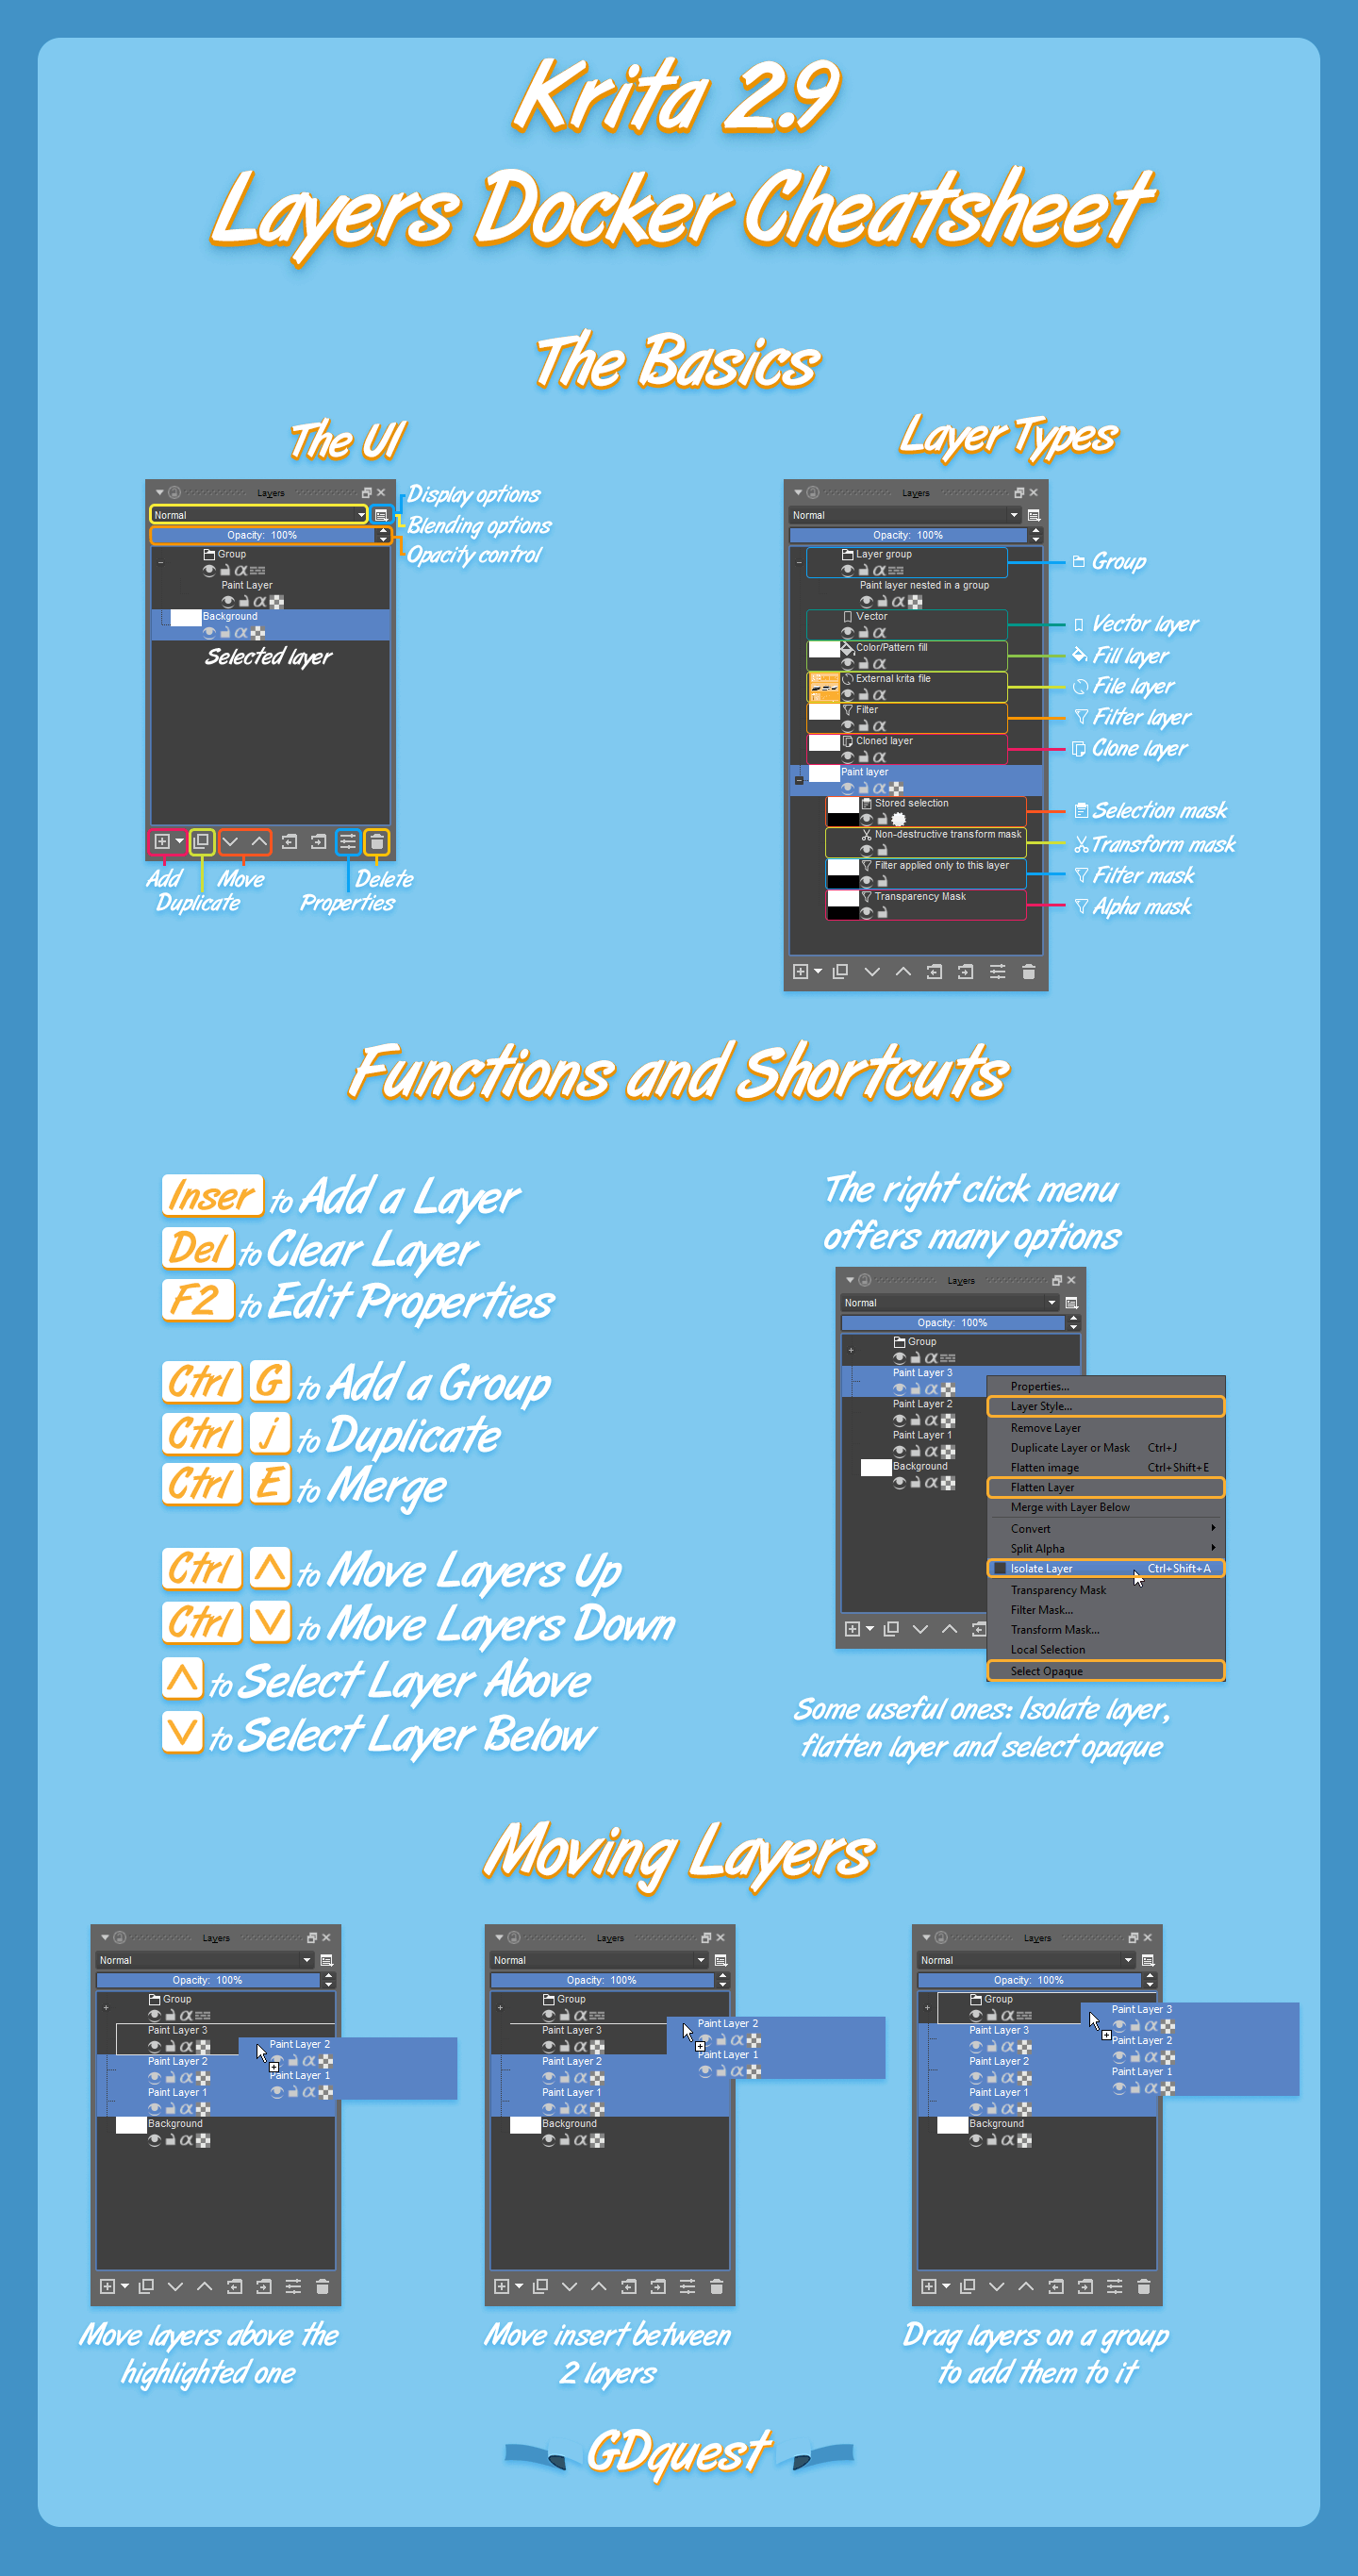 Krita 2.9
Layers Docker Cheatsheet
The Basics
The UI
Layers
Normal
Opacity: 100%
Group
Paint Layer
Background
Selected layer
Display options
Blending options
Opacity control
Add
Duplicate
Move
Properties
Delete
Layer Types
Layers
Normal
Opacity: 100%
Layer group
Paint layer nested in a group
Vector
Color/Pattern fill
External krita file
Filter
Cloned layer
Paint layer
Stored selection
Non-destructive transform mask
Filter applied only to this layer
Transparency Mask
Group
Vector layer
Fill layer
File layer
Filter layer
Clone layer
Selection mask
Transform mask
Filter mask
Alpha mask
Functions and Shortcuts
Inser to Add a Layer
Del to Clear Layer
F2 to Edit Properties
Ctrl G to Add a Group
Ctrl j to Duplicate
Ctrl E to Merge
Ctrl to Move Layers Up
Ctrl to Move Layers Down
to Select Layer Above
to Select Layer Below
The right click menu
offers many options
Layers
Normal
Opacity: 100%
Group
Paint Layer 3
Paint Layer 2
Paint Layer 1
Background
Properties...
Layer Style...
Remove Layer
Duplicate Layer or Mask Ctrl+J
Flatten image Ctrl+Shift+E
Flatten Layer
Merge with Layer Below
Convert
Split Alpha
Isolate Layer Ctrl+Shift+A
Transparency Mask
Filter Mask...
Transform Mask...
Local Selection
Select Opaque
Some useful ones: Isolate layer,
flatten layer and select opaque
Moving Layers
Layers
Normal
Opacity: 100%
Group
Paint Layer 3
Paint Layer 2
Paint Layer 1
Background
Paint Layer 2
Paint Layer 1
Move layers above the
highlighted one
Layers
Normal
Opacity: 100%
Group
Paint Layer 3
Paint Layer 2
Paint Layer 1
Background
Paint Layer 2
Paint Layer 1
Move insert between
2 layers
Layers
Normal
Opacity: 100%
Group
Paint Layer 3
Paint Layer 2
Paint Layer 1
Background
Paint Layer 3
Paint Layer 2
Paint Layer 1
Drag layers on a group
to add them to it
GDquest